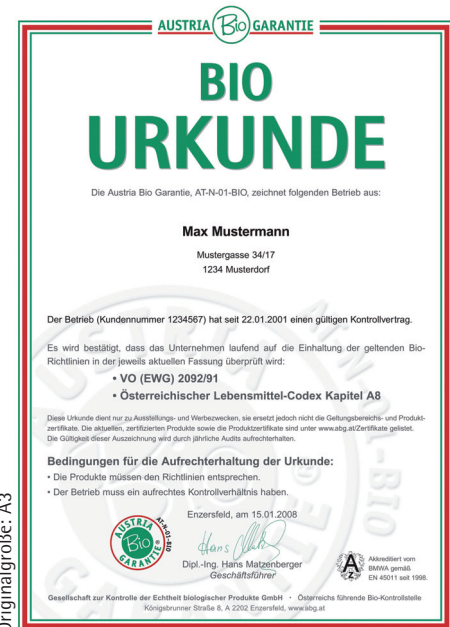 AUSTRIA Bio GARANTIE
BIO
URKUNDE
Die Austria Bio Garantie, AT-N-01-BIO, zeichnet folgenden Betrieb aus:
Max Mustermann
Mustergasse 34/17
1234 Musterdorf
Der Betrieb (Kundennummer 1234567) hat seit 22.01.2001 einen gültigen Kontrollvertrag.
Es wird bestätigt, dass das Unternehmen laufend auf die Einhaltung der geltenden Bio-
Richtlinien in der jeweils aktuellen Fassung überprüft wird:
• VO (EWG) 2092/91
• Österreichischer Lebensmittel-Codex Kapitel A8
Diese Urkunde dient nur zu Ausstellungs- und Werbezwecken, sie ersetzt jedoch nicht die Geltungsbereichs- und Produkt-
zertifikate. Die aktuellen, zertifizierten Produkte sowie die Produktzertifikate sind unter www.abg.at/Zertifikate gelistet.
Die Gültigkeit dieser Auszeichnung wird durch jährliche Audits aufrechterhalten.
Bedingungen für die Aufrechterhaltung der Urkunde:
• Die Produkte müssen den Richtlinien entsprechen.
• Der Betrieb muss ein aufrechtes Kontrollverhältnis haben.
Enzersfeld, am 15.01.2008
AUSTRIA Bio GARANTIE
AT-N-01-BIO
Dipl.-Ing. Hans Matzenberger
Geschäftsführer
A Z
Akkreditiert vom
BMWA gemäß
EN 45011 seit 1998.
Gesellschaft zur Kontrolle der Echtheit biologischer Produkte GmbH · Österreichs führende Bio-Kontrollstelle
Königsbrunner Straße 8, A 2202 Enzersfeld, www.abg.at
Originalgröße: A3